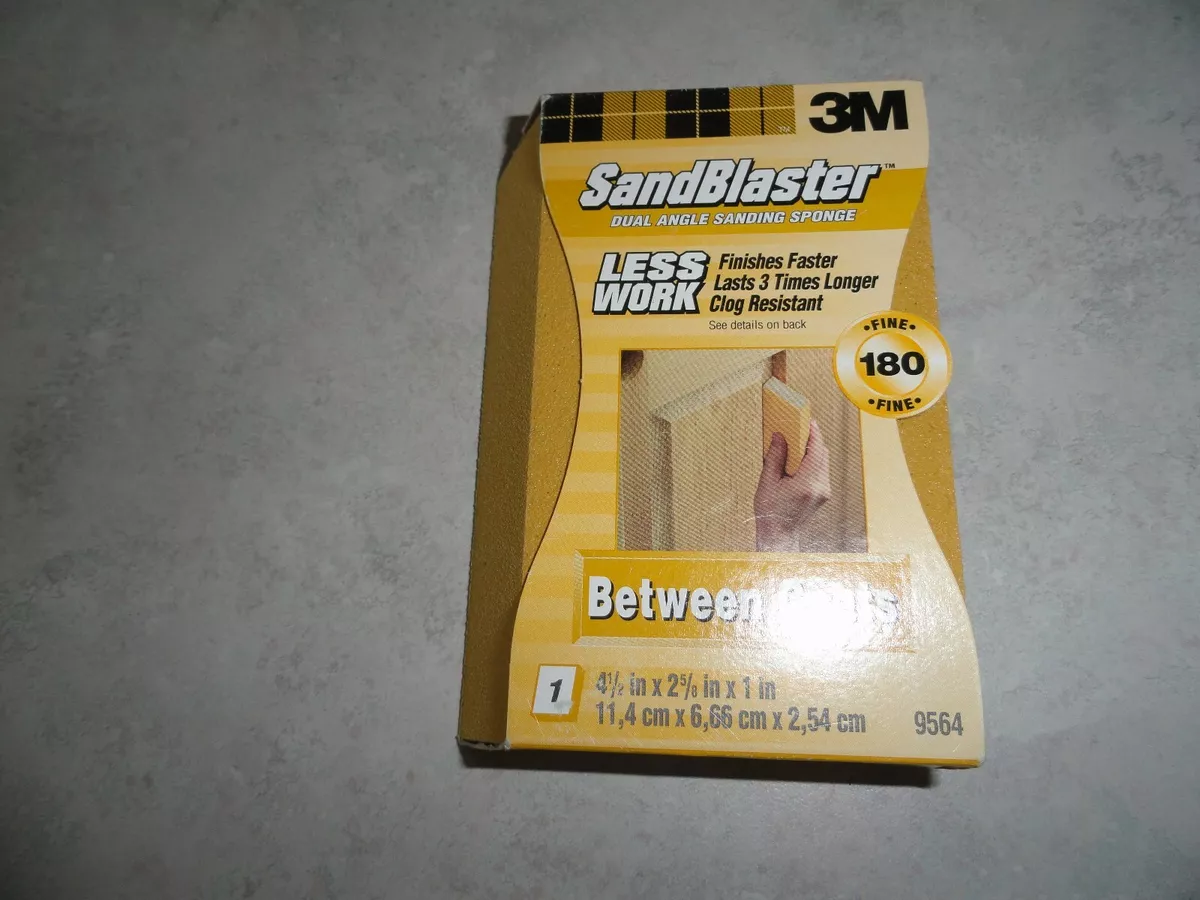 3M
TM
SandBlaster™
DUAL ANGLE SANDING SPONGE
LESS
WORK
Finishes Faster
Lasts 3 Times Longer
Clog Resistant
See details on back
•FINE•
180
•FINE•
Between
1
4½ in x 2⅝ in x 1 in
11,4 cm x 6,66 cm x 2,54 cm
9564